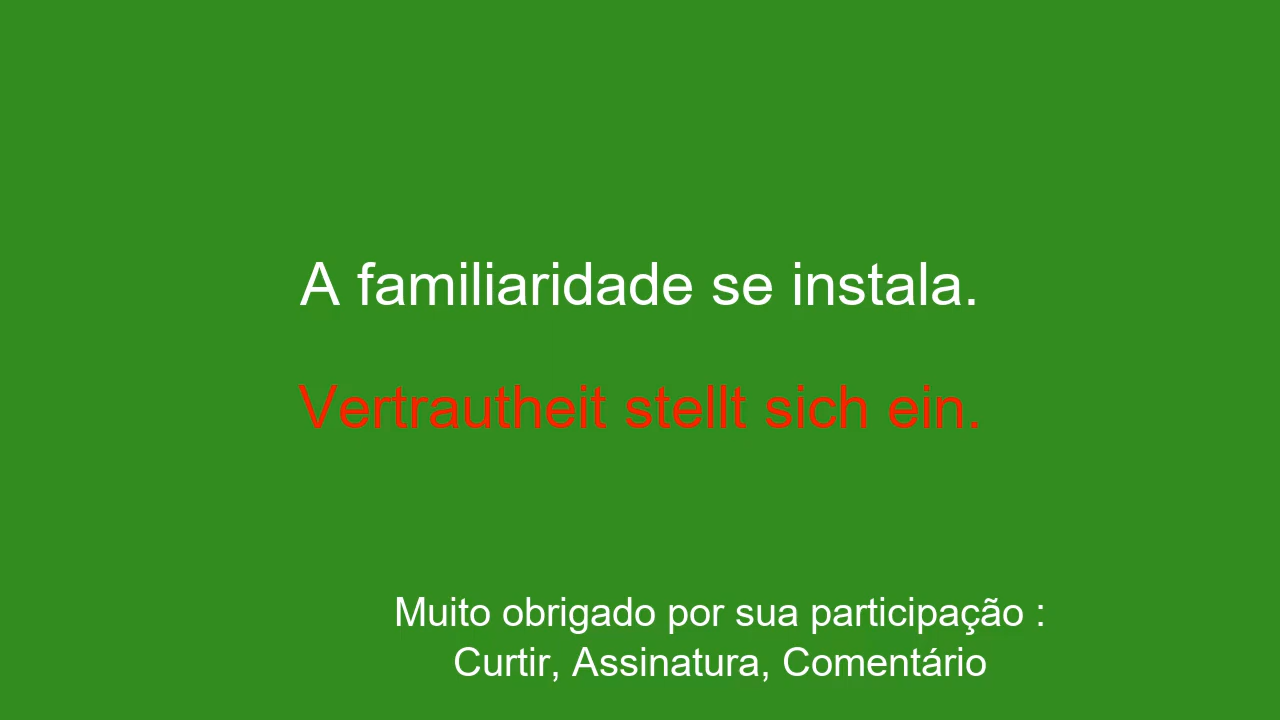 A familiaridade se instala.
Vertrautheit stellt sich ein.
Muito obrigado por sua participação :
Curtir, Assinatura, Comentário